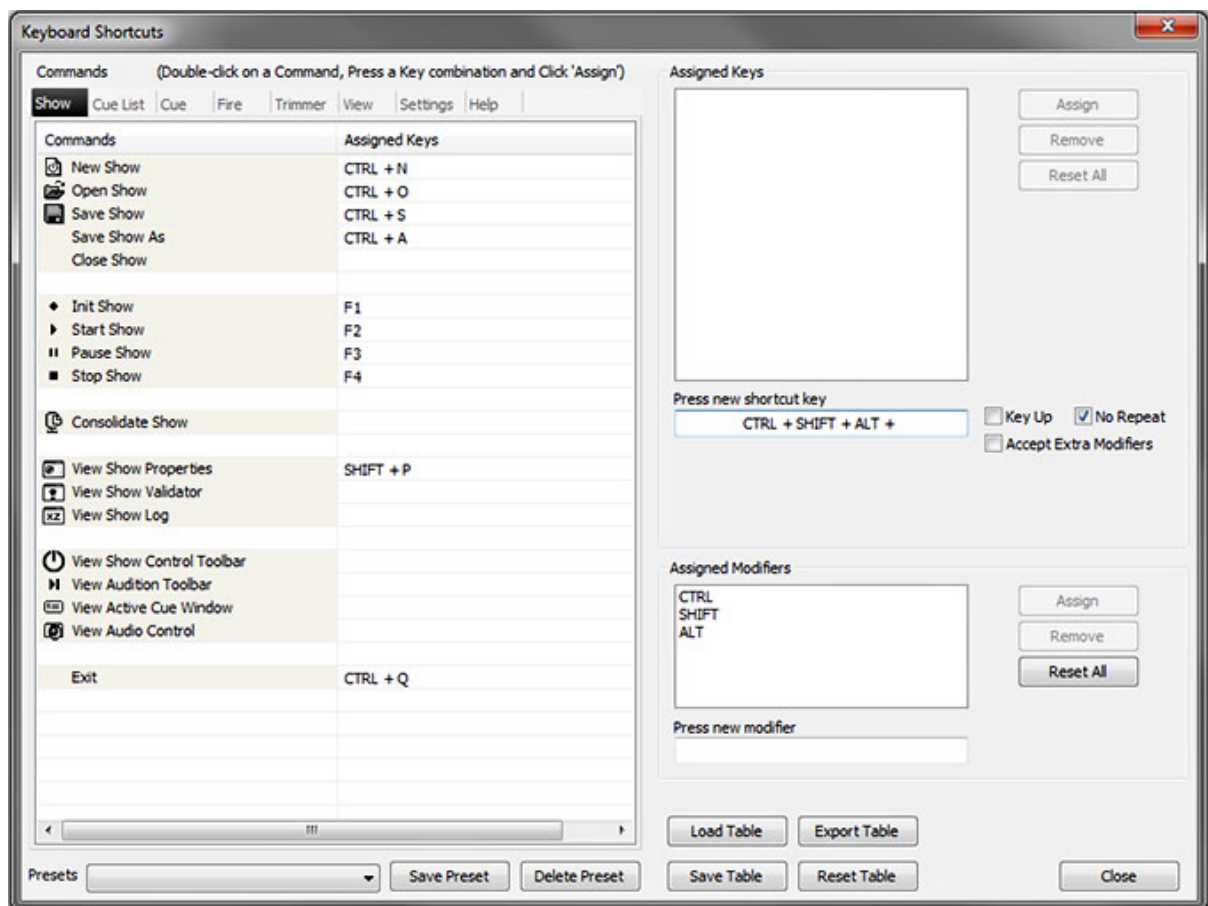 Keyboard Shortcuts
Commands (Double-click on a Command, Press a Key combination and Click 'Assign')
Show Cue List Cue Fire Trimmer View Settings Help
Commands Assigned Keys
New Show CTRL + N
Open Show CTRL + O
Save Show CTRL + S
Save Show As CTRL + A
Close Show
Init Show F1
Start Show F2
Pause Show F3
Stop Show F4
Consolidate Show
View Show Properties SHIFT + P
View Show Validator
XZ View Show Log
View Show Control Toolbar
View Audition Toolbar
View Active Cue Window
View Audio Control
Exit CTRL + Q
Presets
Save Preset
Delete Preset
Assigned Keys
Assign
Remove
Reset All
Press new shortcut key
CTRL + SHIFT + ALT +
Key Up No Repeat
Accept Extra Modifiers
Assigned Modifiers
CTRL
SHIFT
ALT
Assign
Remove
Reset All
Press new modifier
Load Table Export Table
Save Table Reset Table
Close